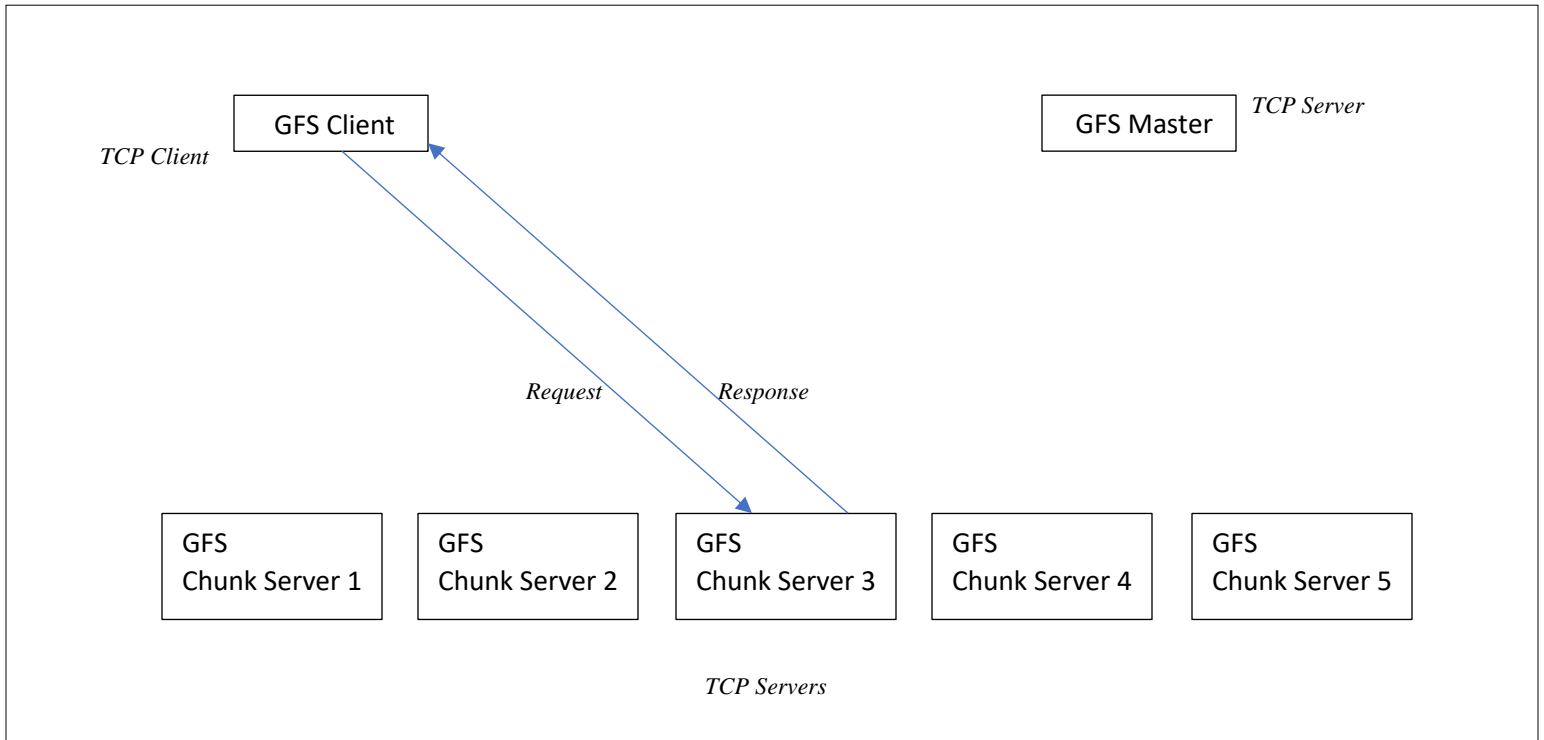 GFS Client
GFS Master
TCP Server
TCP Client
Request
Response
GFS
Chunk Server 1
GFS
Chunk Server 2
GFS
Chunk Server 3
GFS
Chunk Server 4
GFS
Chunk Server 5
TCP Servers